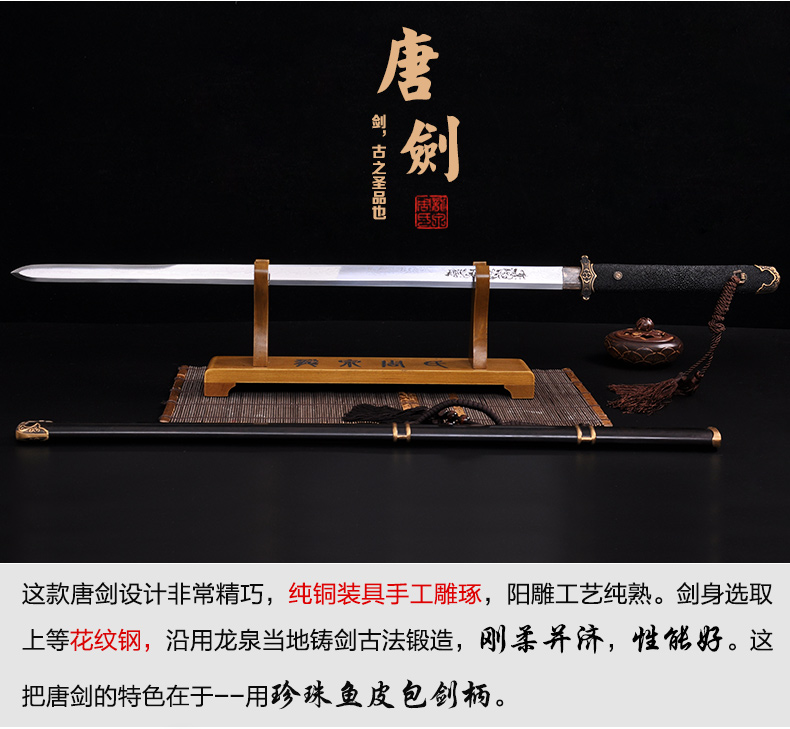 唐劍
剑，古之圣品也
这款唐剑设计非常精巧，纯铜装具手工雕琢，阳雕工艺纯熟。剑身选取
上等花纹钢，沿用龙泉当地铸剑古法锻造，刚柔并济，性能好。这
把唐剑的特色在于--用珍珠鱼皮包剑柄。